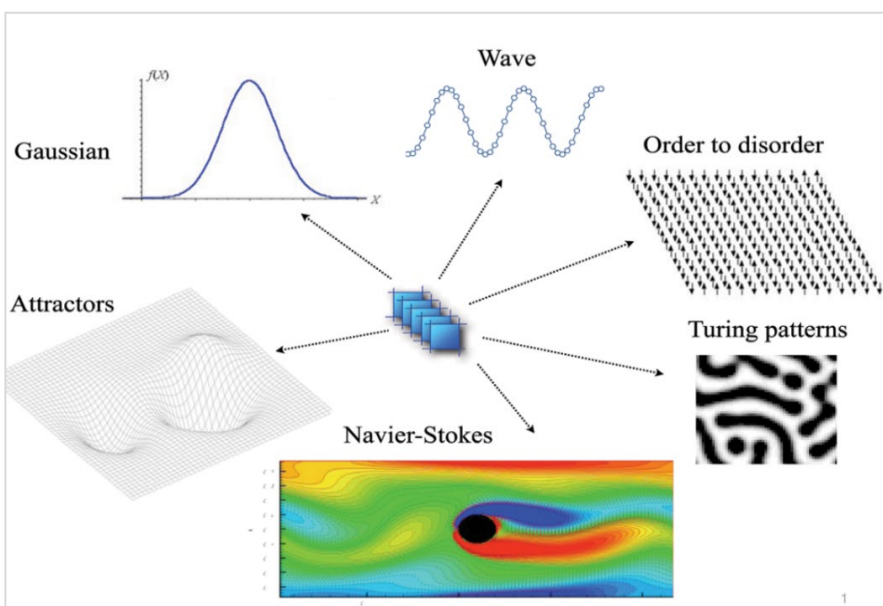 Wave
f(X)
Gaussian
X
Order to disorder
Attractors
Turing patterns
Navier-Stokes
1